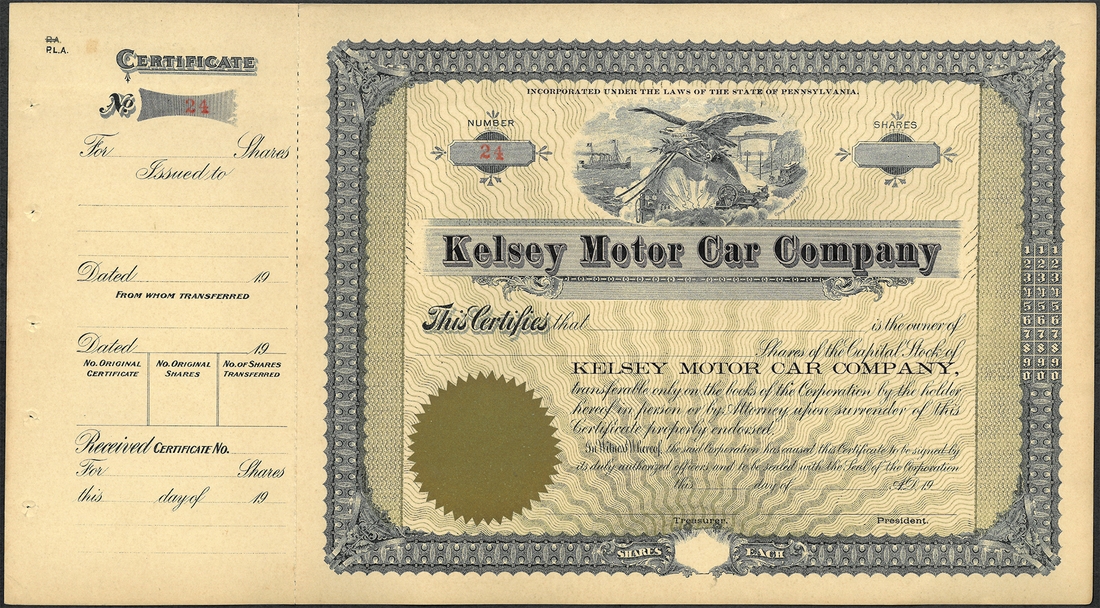 P.A.
P.L.A.
CERTIFICATE
No 24
For Shares
Issued to
Dated 19
FROM WHOM TRANSFERRED
Dated 19
No. ORIGINAL CERTIFICATE
No. ORIGINAL SHARES
No. OF SHARES TRANSFERRED
Received CERTIFICATE No.
For Shares
this day of 19
INCORPORATED UNDER THE LAWS OF THE STATE OF PENNSYLVANIA.
NUMBER
24
SHARES
Kelsey Motor Car Company
This Certifies that is the owner of
Shares of the Capital Stock of
KELSEY MOTOR CAR COMPANY,
transferable only on the books of the Corporation by the holder
hereof in person or by Attorney upon surrender of this
Certificate properly endorsed.
In Witness Whereof, the said Corporation has caused this Certificate to be signed by
its duly authorized officers and to be sealed with the Seal of the Corporation
this day of A.D. 19
Treasurer. President.
SHARES EACH
1 1 1
2 2 2
3 3 3
4 4 4
5 5 5
6 6 6
7 7 7
8 8 8
9 9 9
0 0 0